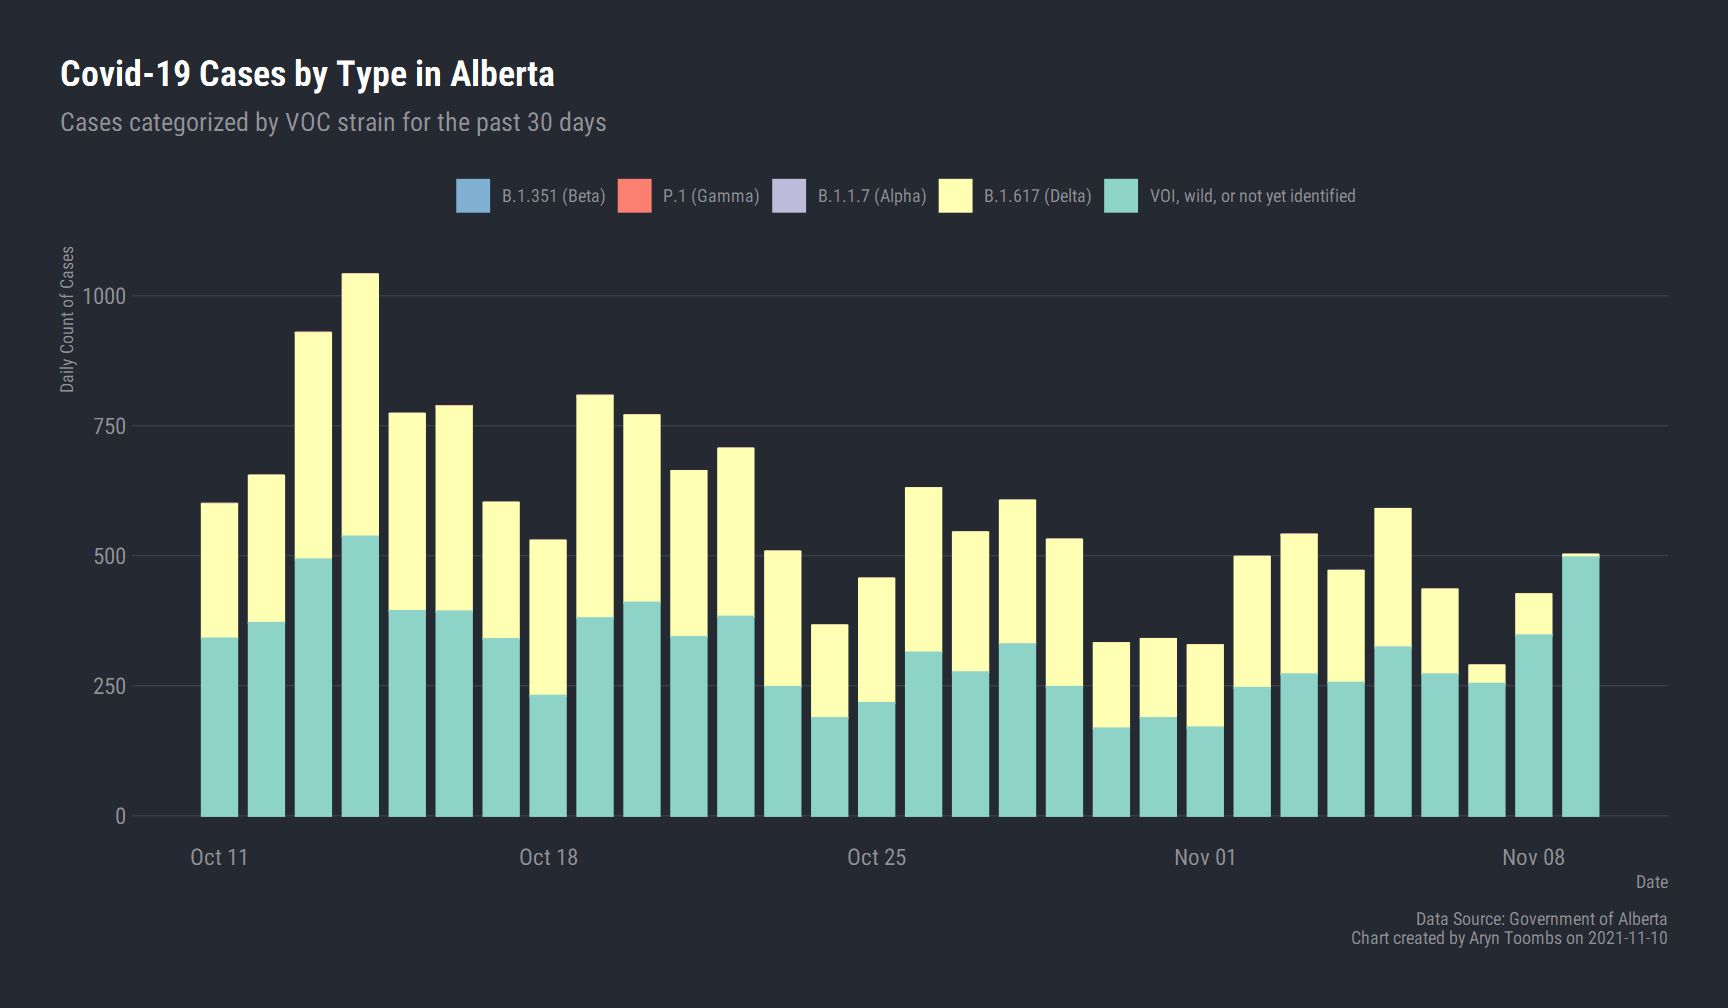 Covid-19 Cases by Type in Alberta
Cases categorized by VOC strain for the past 30 days
B.1.351 (Beta) P.1 (Gamma) B.1.1.7 (Alpha) B.1.617 (Delta) VOI, wild, or not yet identified
Daily Count of Cases
1000
750
500
250
0
Oct 11 Oct 18 Oct 25 Nov 01 Nov 08
Date
Data Source: Government of Alberta
Chart created by Aryn Toombs on 2021-11-10